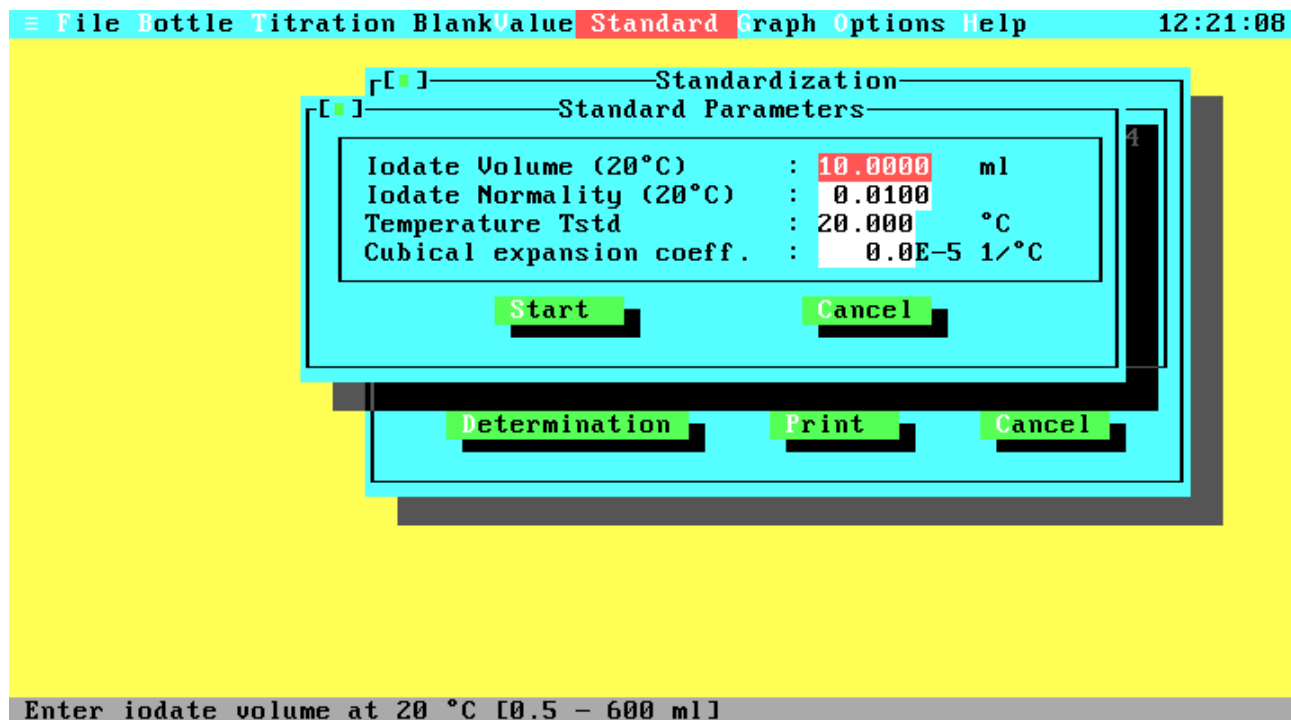 ≡ File Bottle Titration BlankValue Standard Graph Options Help 12:21:08
[▪] Standardization
[▪] Standard Parameters
4
Iodate Volume (20°C) : 10.0000 ml
Iodate Normality (20°C) : 0.0100
Temperature Tstd : 20.000 °C
Cubical expansion coeff. : 0.0E-5 1/°C
Start Cancel
Determination Print Cancel
Enter iodate volume at 20 °C [0.5 - 600 ml]